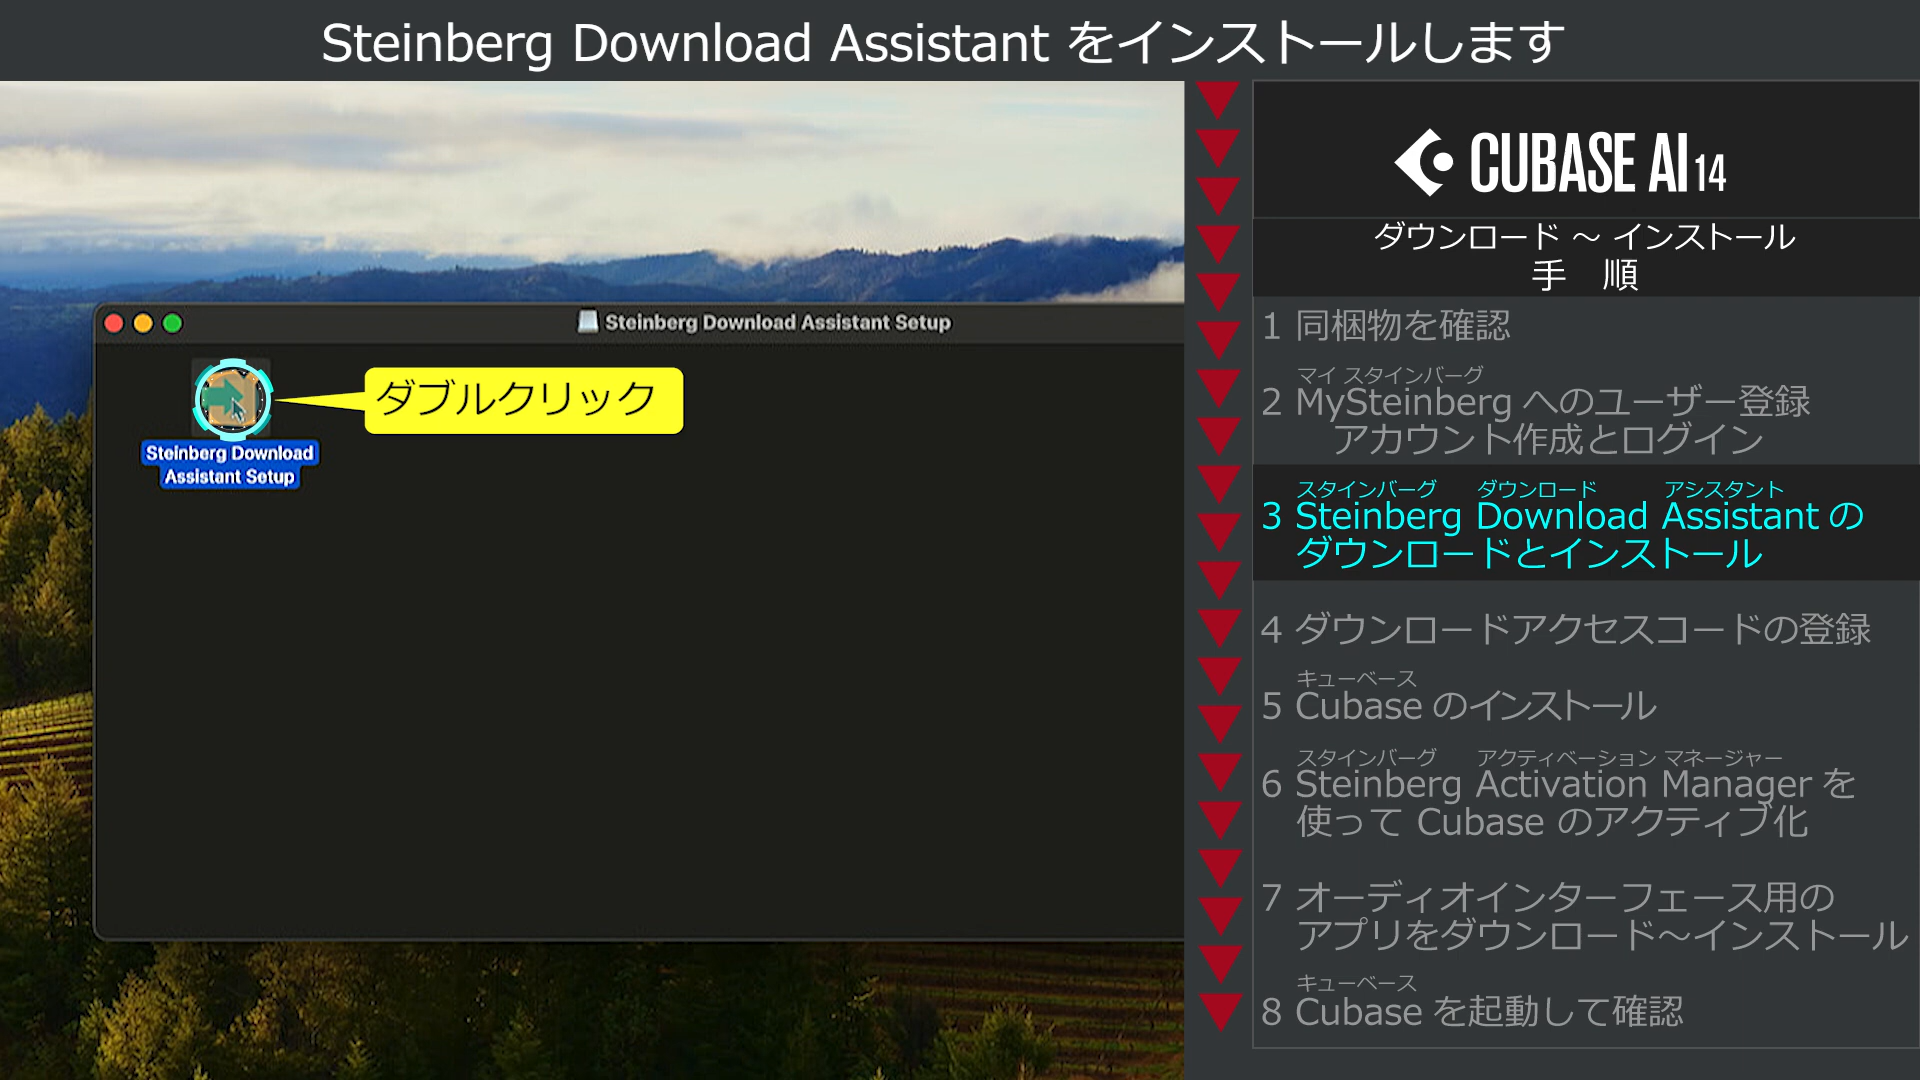 Steinberg Download Assistant をインストールします
Steinberg Download Assistant Setup
ダブルクリック
Steinberg Download
Assistant Setup
CUBASE AI 14
ダウンロード ～ インストール
手 順
1 同梱物を確認
マイ スタインバーグ
2 MySteinberg へのユーザー登録
アカウント作成とログイン
スタインバーグ ダウンロード アシスタント
3 Steinberg Download Assistant の
ダウンロードとインストール
4 ダウンロードアクセスコードの登録
キューベース
5 Cubase のインストール
スタインバーグ アクティベーション マネージャー
6 Steinberg Activation Manager を
使って Cubase のアクティブ化
7 オーディオインターフェース用の
アプリをダウンロード～インストール
キューベース
8 Cubase を起動して確認